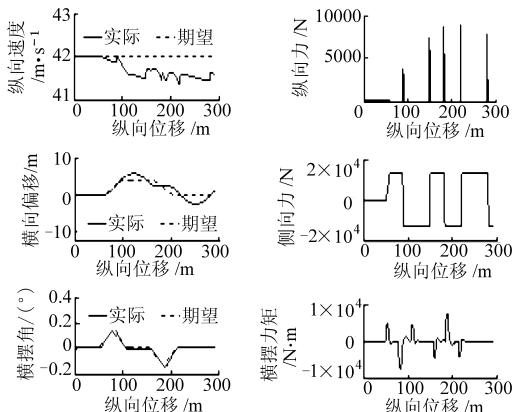 43
42
41
纵向速度
/m·s⁻¹
实际
期望
0 100 200 300
纵向位移 /m
10000
5000
0
纵向力 /N
0 100 200 300
纵向位移 /m
10
0
-10
横向偏移/m
实际
期望
0 100 200 300
纵向位移 /m
2×10⁴
0
-2×10⁴
侧向力 /N
0 100 200 300
纵向位移 /m
0.4
0.2
0
-0.2
横摆角/(°)
实际
期望
0 100 200 300
纵向位移 /m
1×10⁴
0
-1×10⁴
横摆力矩
/N·m
0 100 200 300
纵向位移 /m